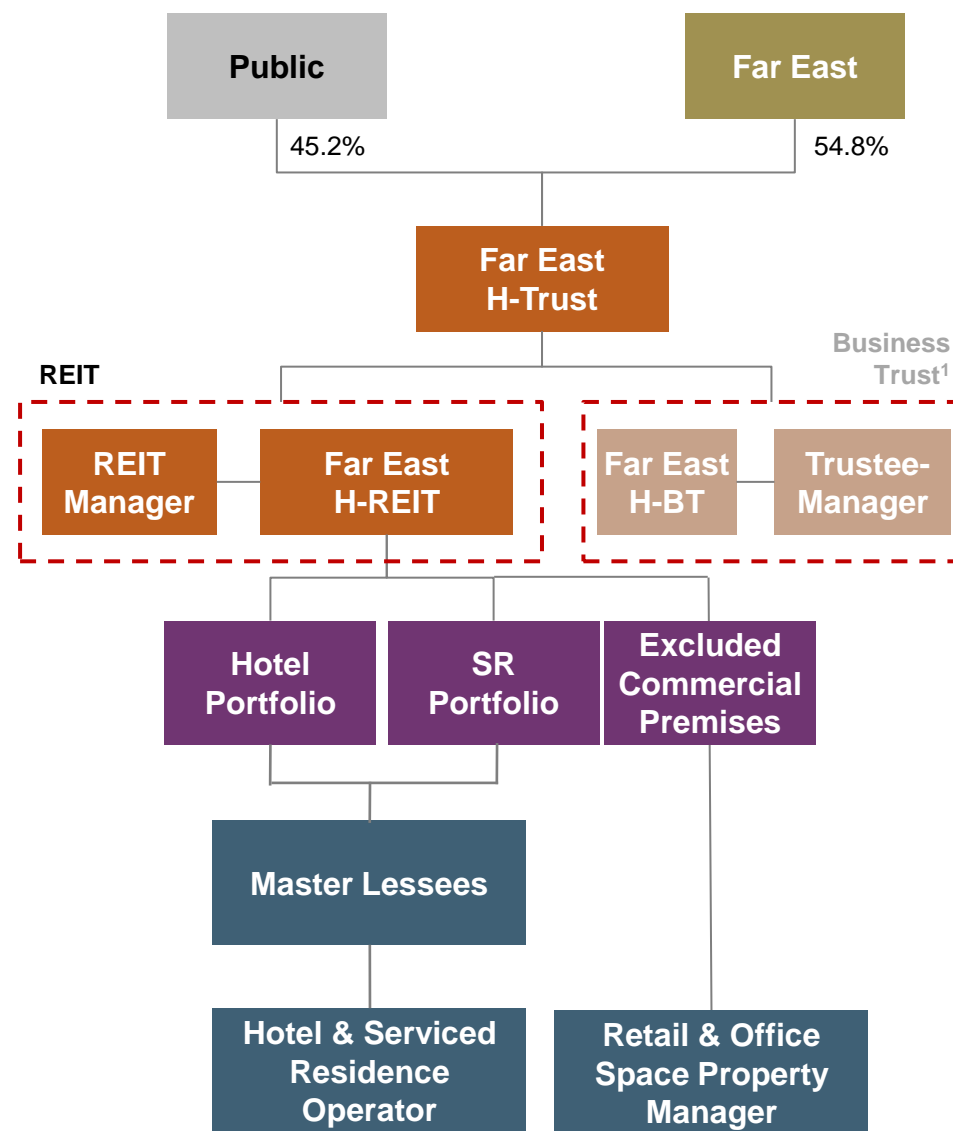 Public
Far East
45.2%
54.8%
Far East
H-Trust
Business
Trust¹
REIT
REIT
Manager
Far East
H-REIT
Far East
H-BT
Trustee-
Manager
Hotel
Portfolio
SR
Portfolio
Excluded
Commercial
Premises
Master Lessees
Hotel & Serviced
Residence
Operator
Retail & Office
Space Property
Manager